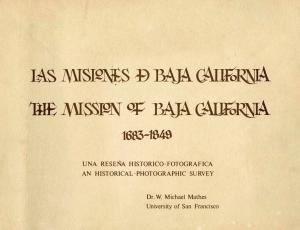 LAS MISIONES D BAJA CALIFORNIA
THE MISSION OF BAJA CALIFORNIA
1683-1849
UNA RESEÑA HISTORICO-FOTOGRAFICA
AN HISTORICAL-PHOTOGRAPHIC SURVEY
Dr. W. Michael Mathes
University of San Francisco